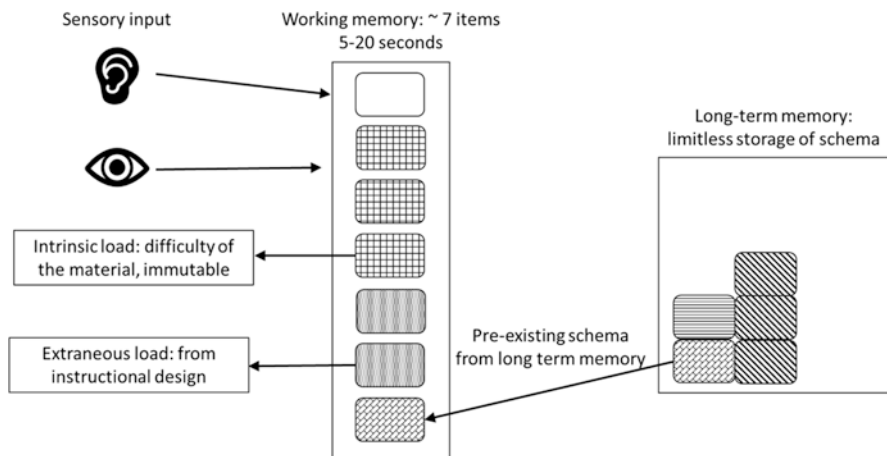 Sensory input
Working memory: ~ 7 items
5-20 seconds
Long-term memory:
limitless storage of schema
Intrinsic load: difficulty of
the material, immutable
Pre-existing schema
from long term memory
Extraneous load: from
instructional design